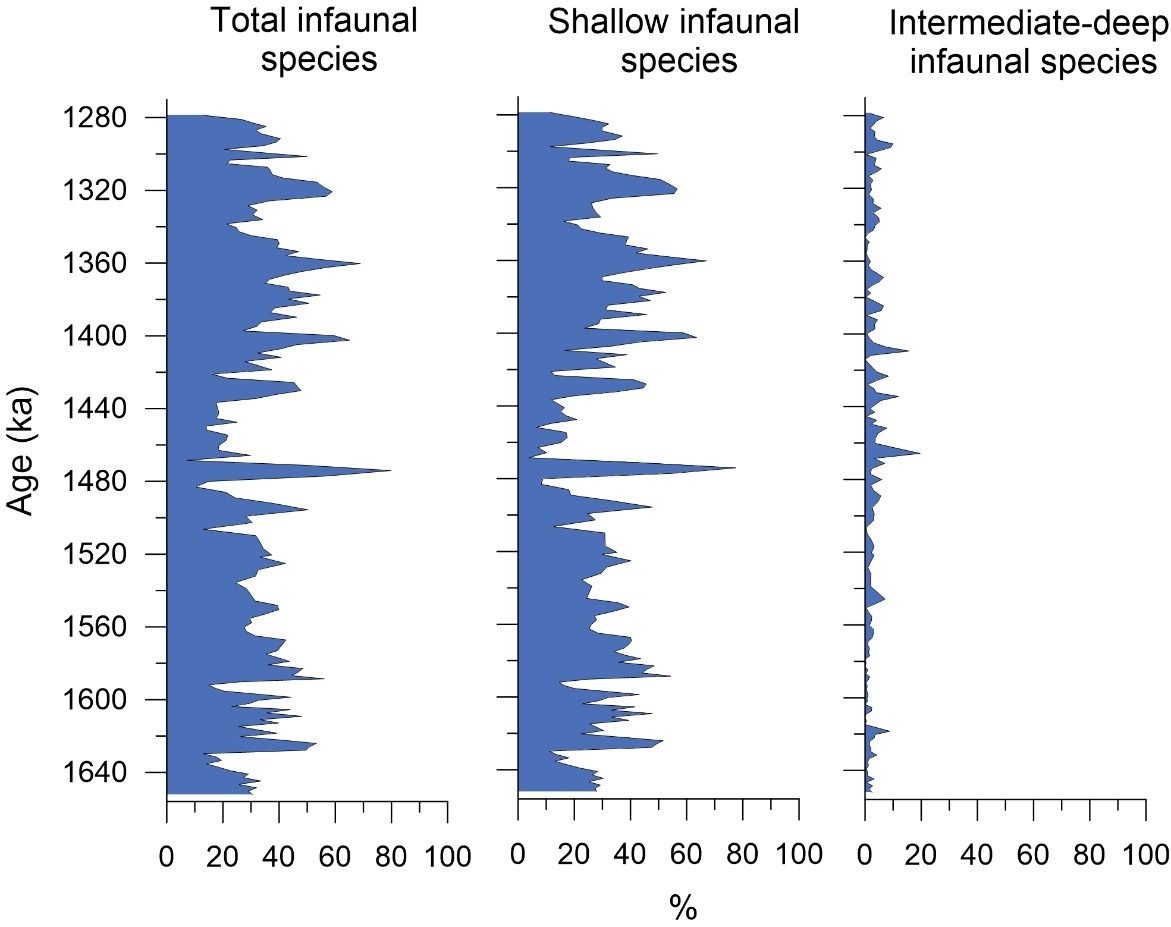 Total infaunal
species
Shallow infaunal
species
Intermediate-deep
infaunal species
Age (ka)
1280
1320
1360
1400
1440
1480
1520
1560
1600
1640
0 20 40 60 80 100
0 20 40 60 80 100
0 20 40 60 80 100
%